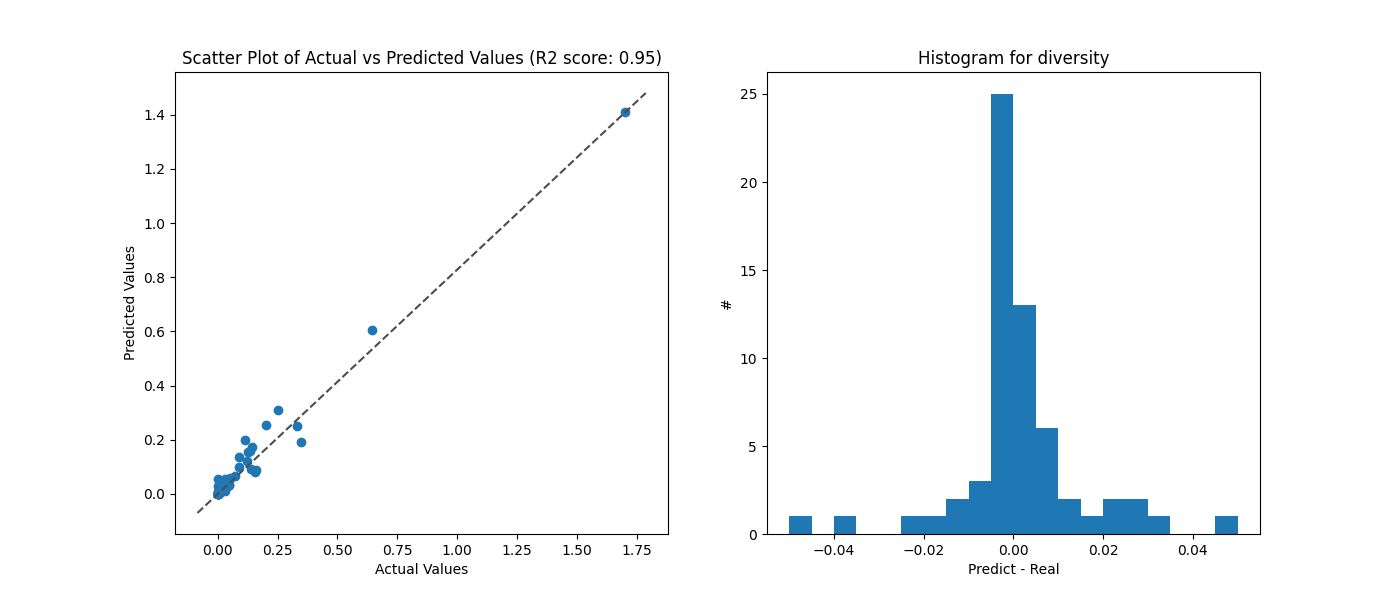 Scatter Plot of Actual vs Predicted Values (R2 score: 0.95)
1.4
1.2
1.0
0.8
0.6
0.4
0.2
0.0
Predicted Values
0.00 0.25 0.50 0.75 1.00 1.25 1.50 1.75
Actual Values
Histogram for diversity
25
20
15
10
5
0
#
−0.04 −0.02 0.00 0.02 0.04
Predict - Real